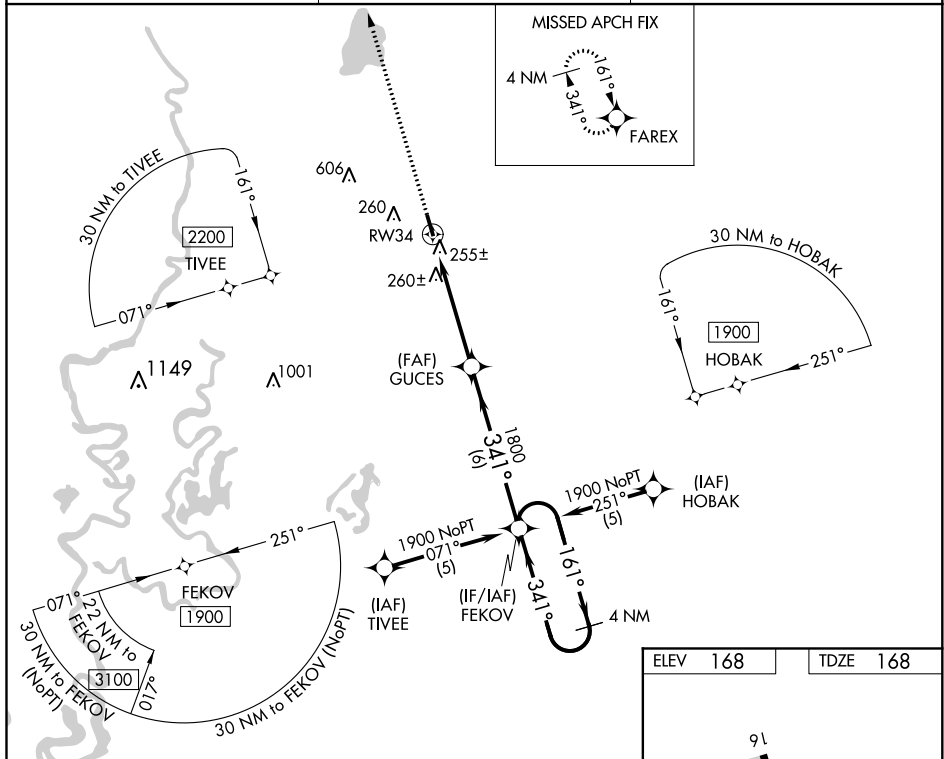 MISSED APCH FIX
4 NM
161°
341°
FAREX
30 NM to TIVEE
161°
2200
TIVEE
071°
606
260
RW34
255±
260±
30 NM to HOBAK
161°
1900
HOBAK
251°
1149
1001
(FAF)
GUCES
1800
341°
(6)
1900 NoPT
251°
(5)
(IAF)
HOBAK
1900 NoPT
071°
(5)
(IAF)
TIVEE
(IF/IAF)
FEKOV
161°
341°
4 NM
251°
FEKOV
1900
071°
22 NM to
FEKOV
30 NM to FEKOV
(NoPT)
3100
017°
30 NM to FEKOV (NoPT)
ELEV 168
TDZE 168
16